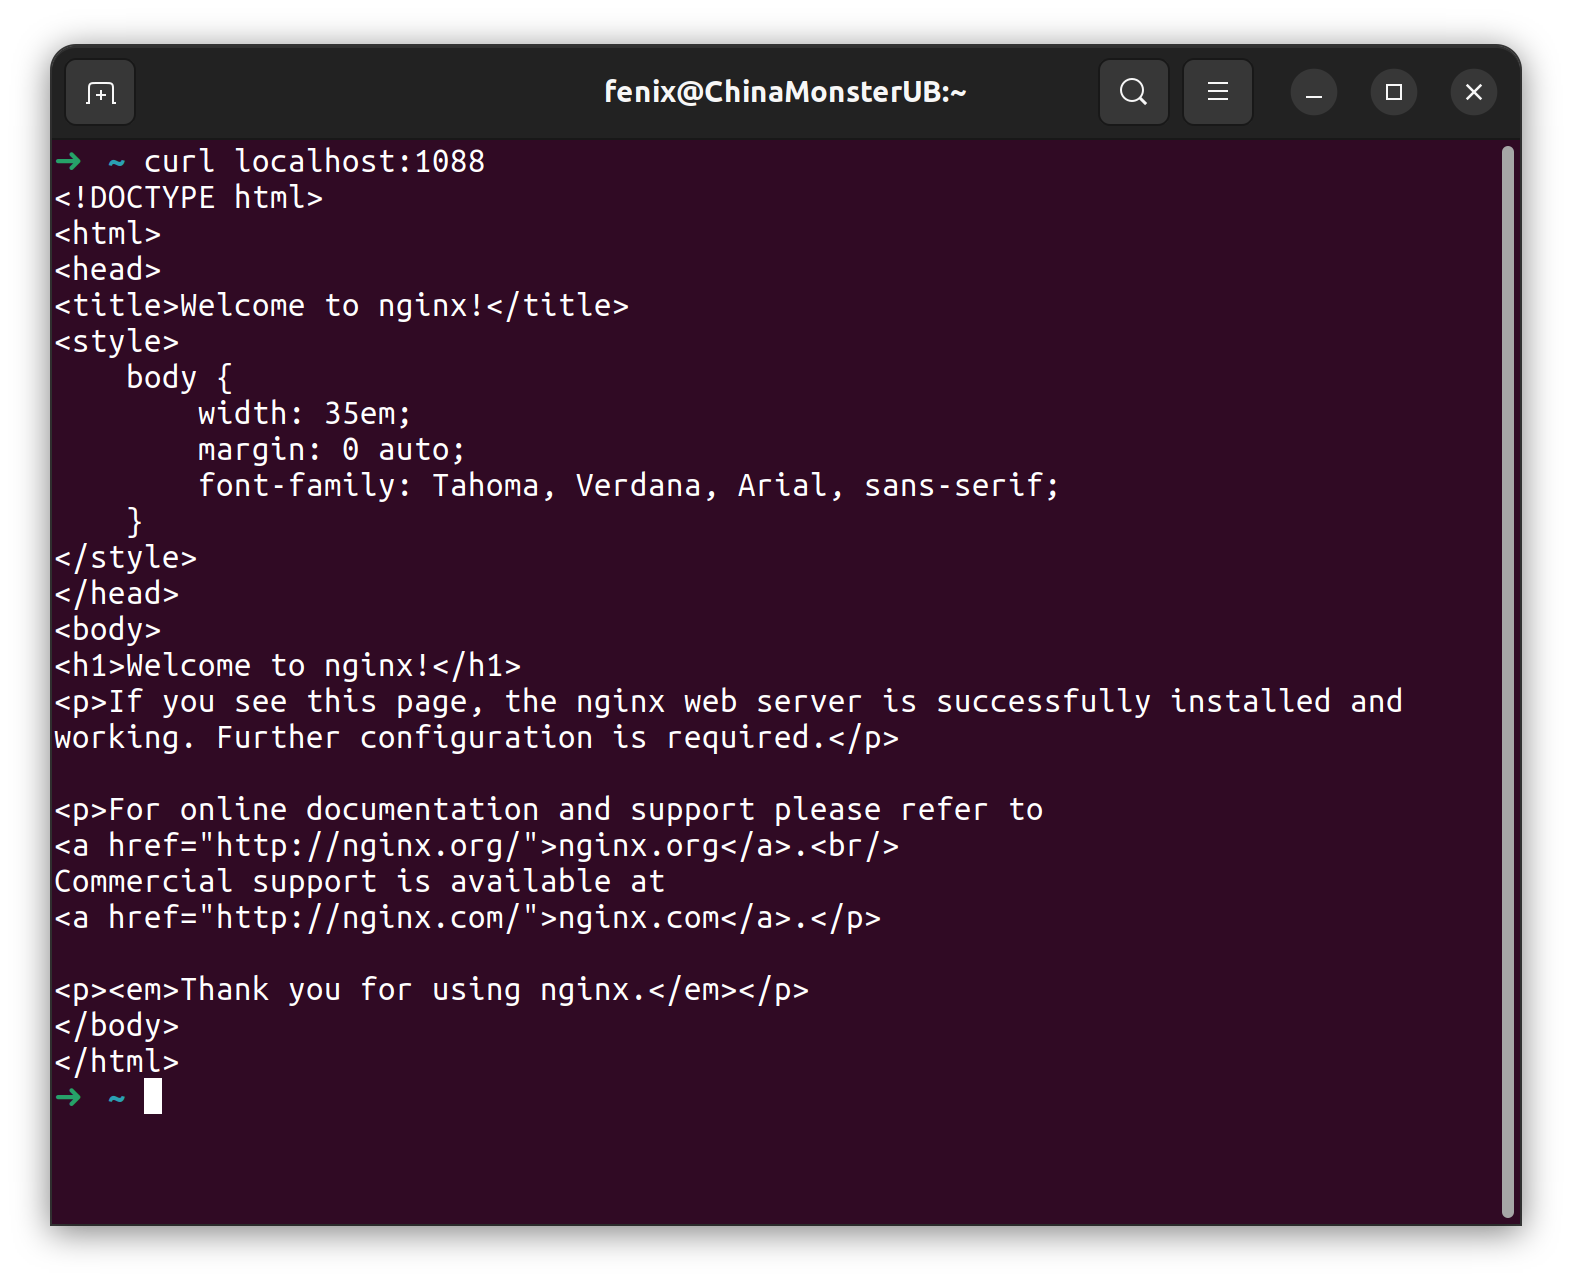 fenix@ChinaMonsterUB:~
➜  ~ curl localhost:1088
<!DOCTYPE html>
<html>
<head>
<title>Welcome to nginx!</title>
<style>
    body {
        width: 35em;
        margin: 0 auto;
        font-family: Tahoma, Verdana, Arial, sans-serif;
    }
</style>
</head>
<body>
<h1>Welcome to nginx!</h1>
<p>If you see this page, the nginx web server is successfully installed and
working. Further configuration is required.</p>

<p>For online documentation and support please refer to
<a href="http://nginx.org/">nginx.org</a>.<br/>
Commercial support is available at
<a href="http://nginx.com/">nginx.com</a>.</p>

<p><em>Thank you for using nginx.</em></p>
</body>
</html>
➜  ~